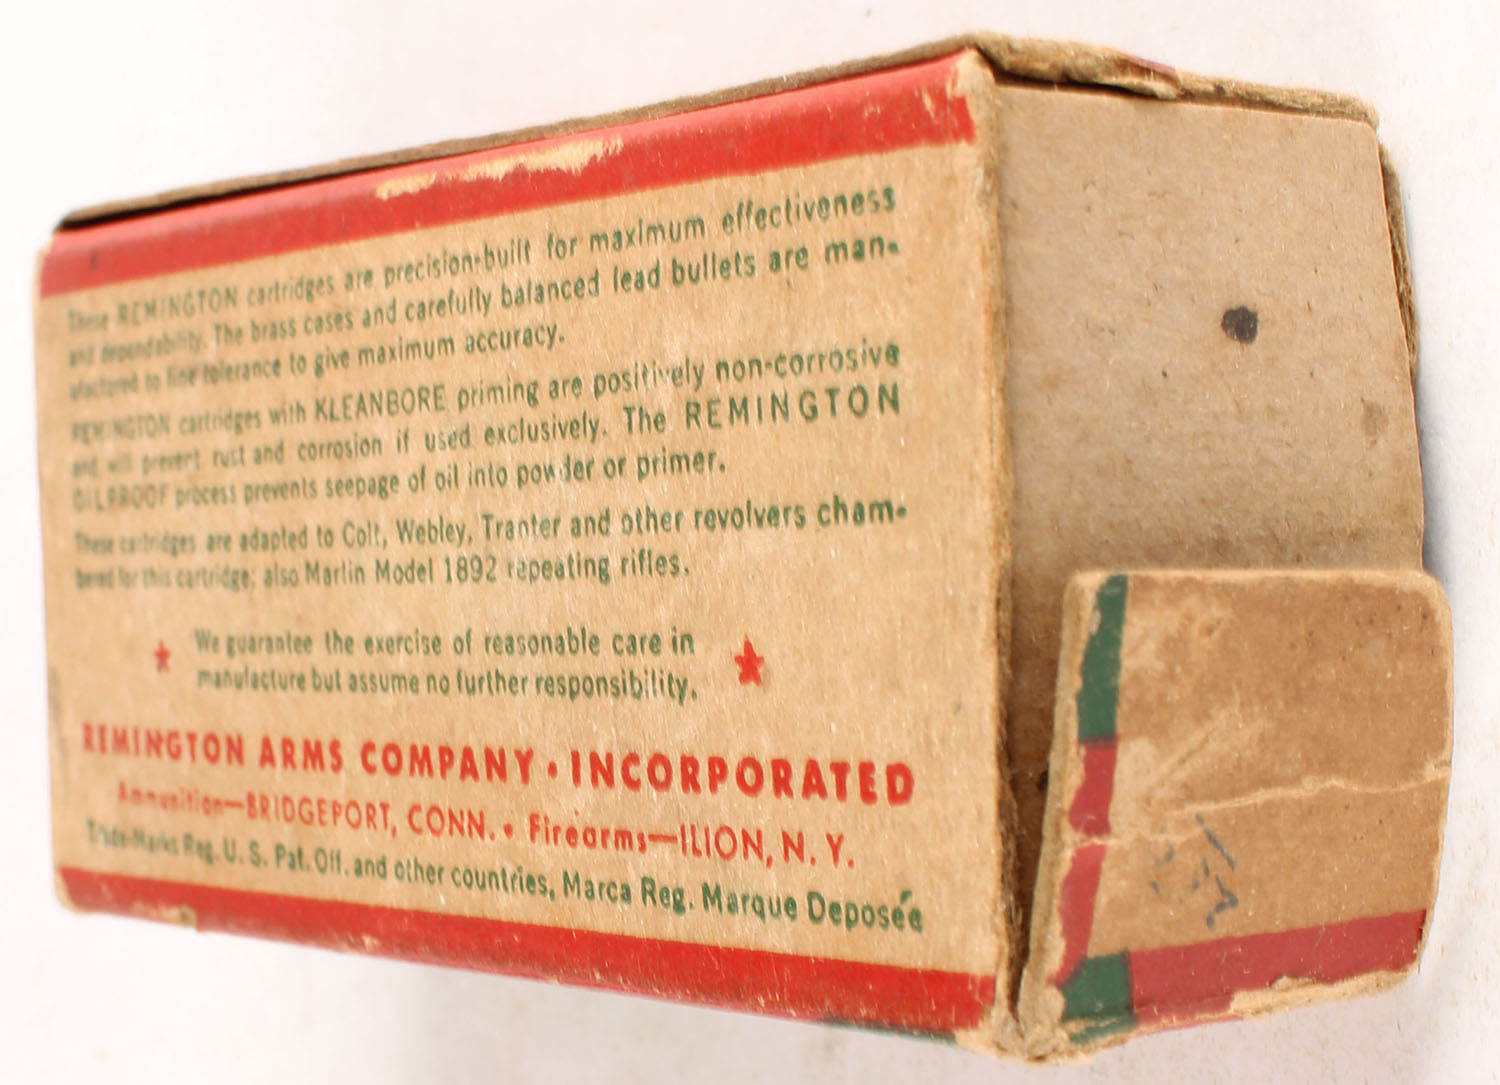 These REMINGTON cartridges are precision-built for maximum effectiveness
and dependability. The brass cases and carefully balanced lead bullets are man-
ufactured to fine tolerance to give maximum accuracy.
REMINGTON cartridges with KLEANBORE priming are positively non-corrosive
and will prevent rust and corrosion if used exclusively. The REMINGTON
OILPROOF process prevents seepage of oil into powder or primer.
These cartridges are adapted to Colt, Webley, Tranter and other revolvers cham-
bered for this cartridge; also Marlin Model 1892 repeating rifles.
We guarantee the exercise of reasonable care in
manufacture but assume no further responsibility.
REMINGTON ARMS COMPANY · INCORPORATED
Ammunition—BRIDGEPORT, CONN. • Firearms—ILION, N. Y.
Trade-Marks Reg. U. S. Pat. Off. and other countries, Marca Reg. Marque Deposée